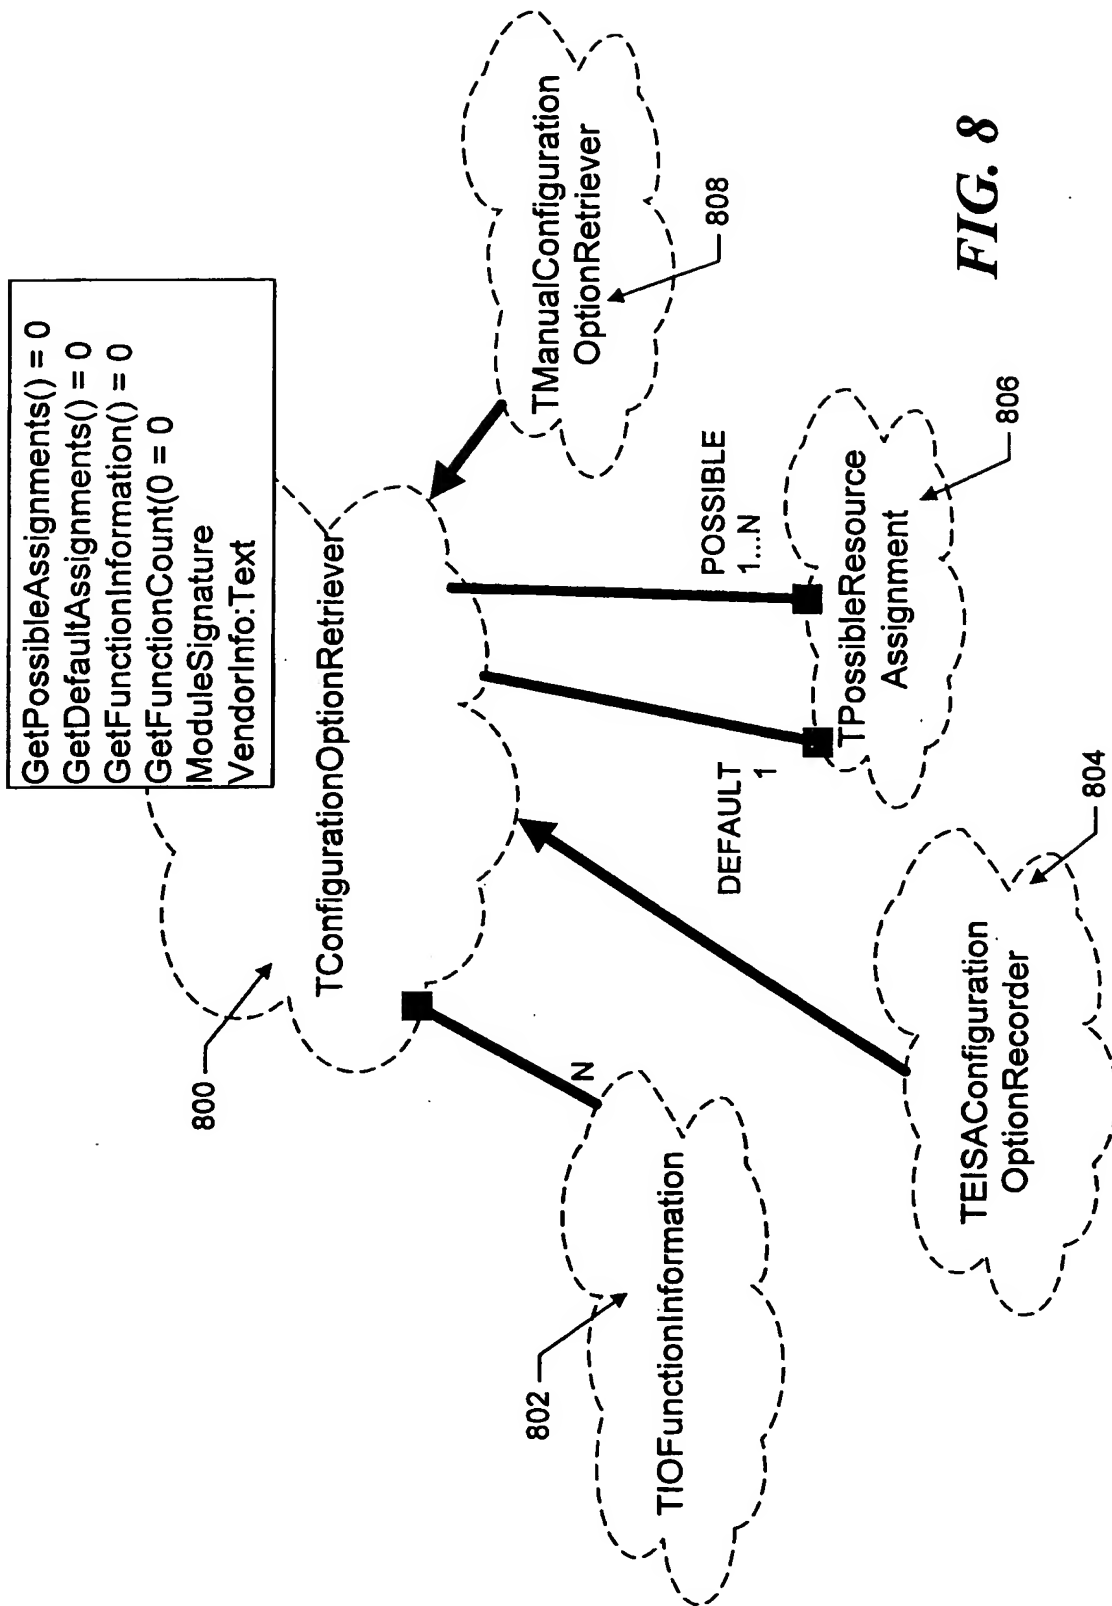 GetPossibleAssignments() = 0
GetDefaultAssignments() = 0
GetFunctionInformation() = 0
GetFunctionCount(0 = 0
ModuleSignature
VendorInfo:Text
800
TConfigurationOptionRetriever
N
DEFAULT
1
POSSIBLE
1...N
802
TIOFunctionInformation
TEISAConfiguration
OptionRecorder
804
TPossibleResource
Assignment
806
TManualConfiguration
OptionRetriever
808
FIG. 8